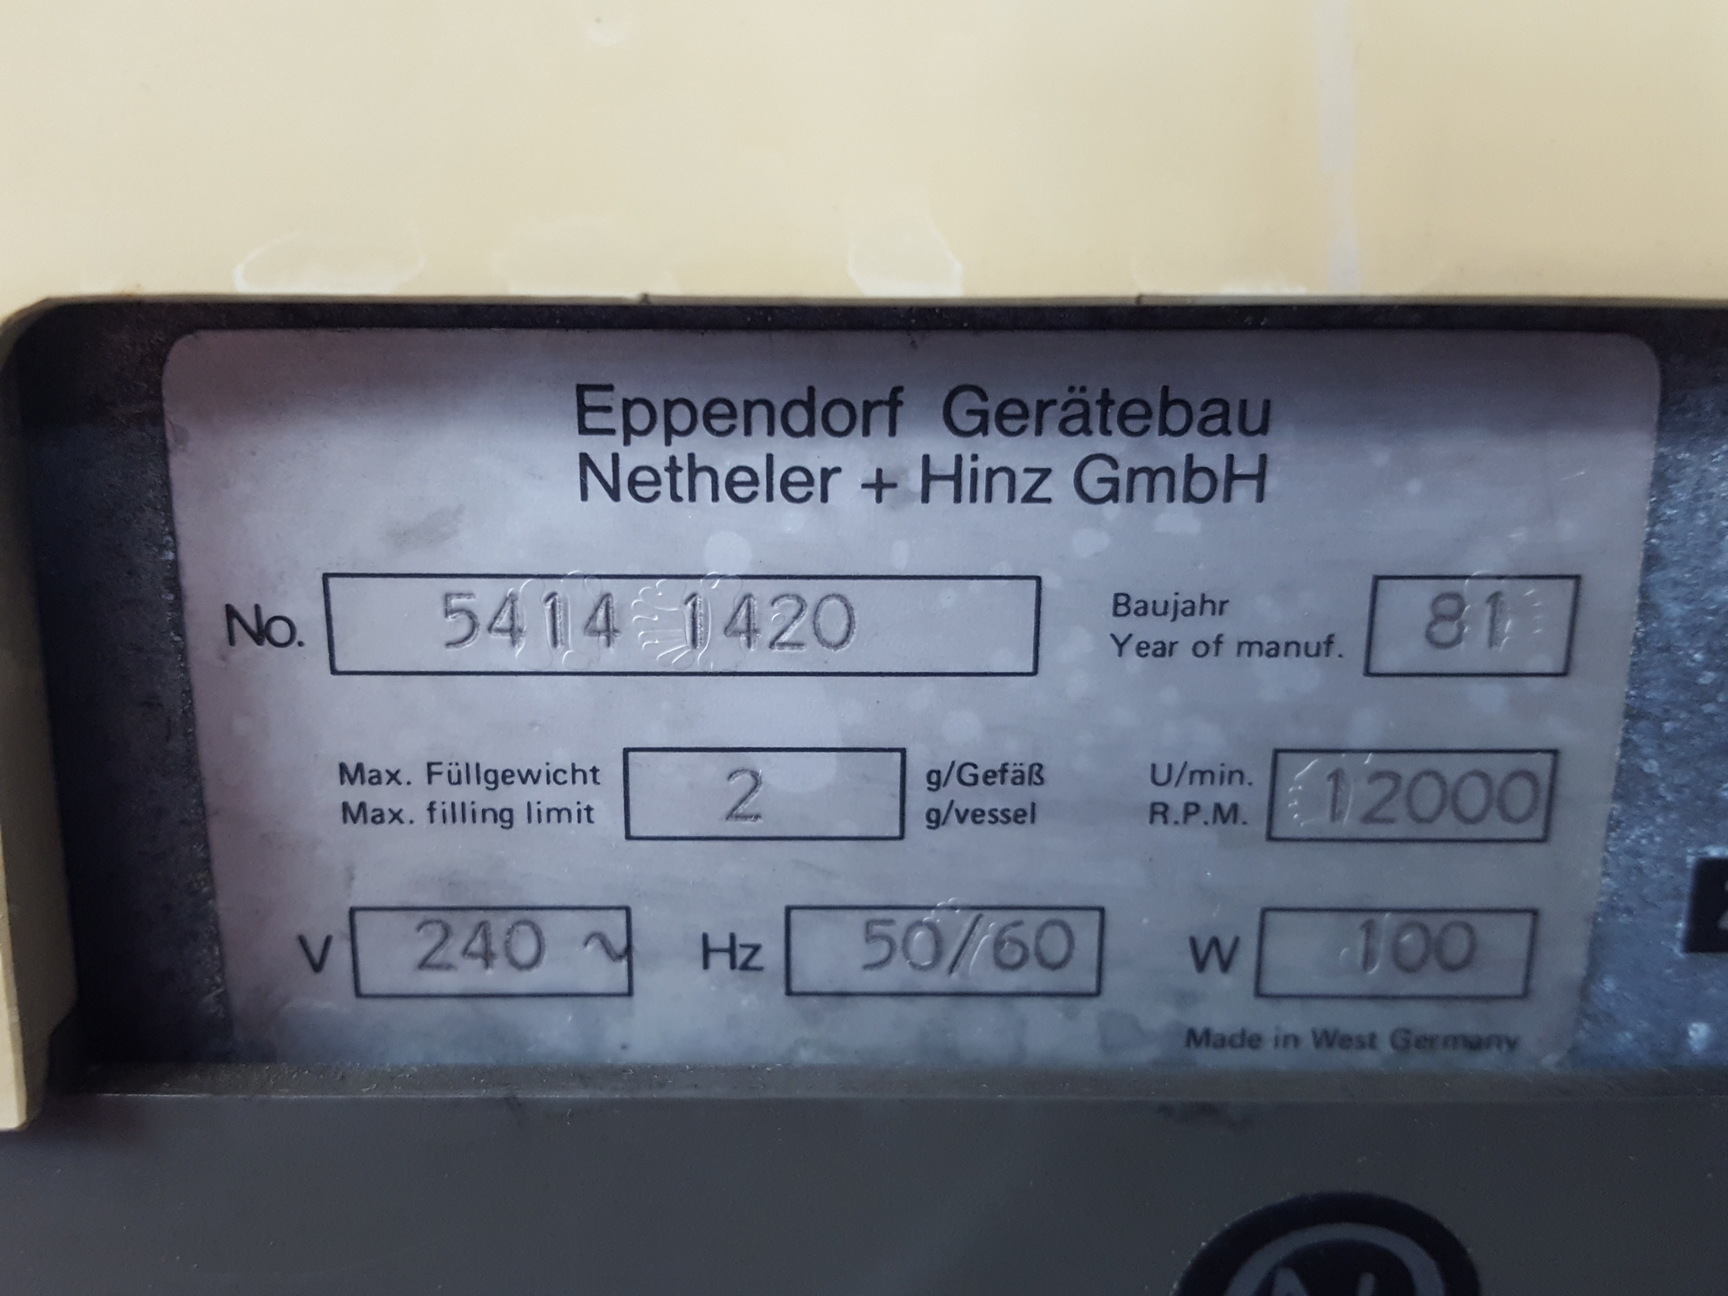 Eppendorf Gerätebau
Netheler + Hinz GmbH
No. 5414 1420
Baujahr
Year of manuf. 81
Max. Füllgewicht
Max. filling limit 2 g/Gefäß
g/vessel
U/min.
R.P.M. 12000
V 240 ~ Hz 50/60 W 100
Made in West Germany